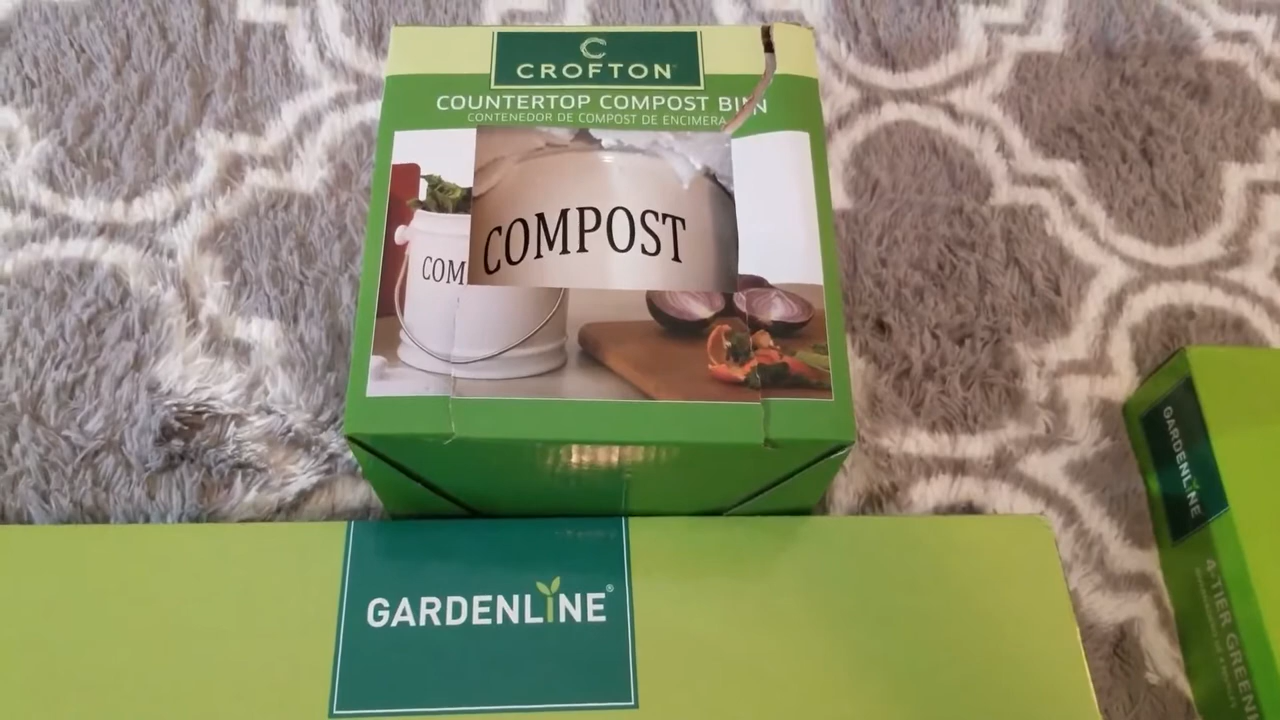 CROFTON
COUNTERTOP COMPOST BIN
CONTENEDOR DE COMPOST DE ENCIMERA
COMPOST
COM
GARDENLINE
4-TIER GREEN
GARDENLINE®